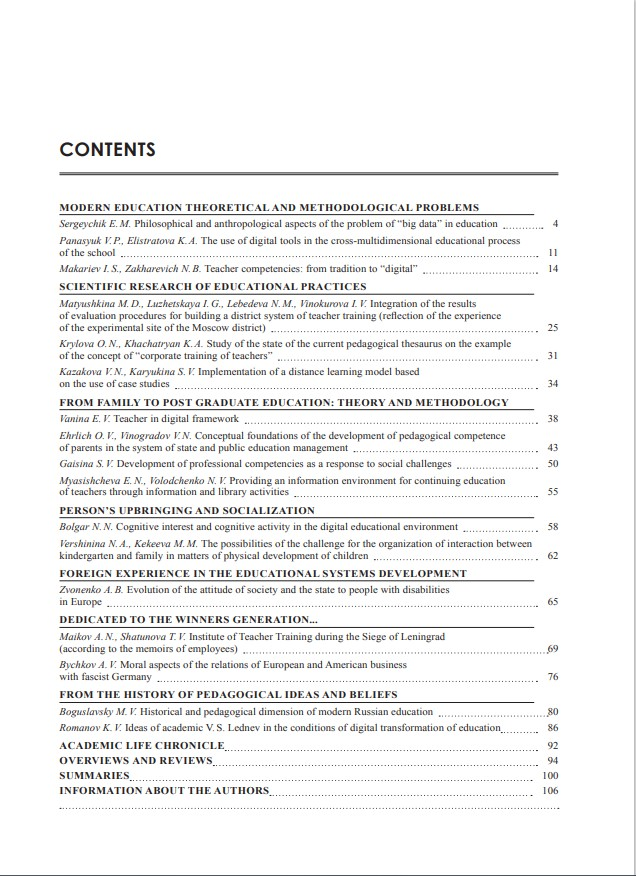 CONTENTS
MODERN EDUCATION THEORETICAL AND METHODOLOGICAL PROBLEMS
Sergeychik E. M. Philosophical and anthropological aspects of the problem of “big data” in education 4
Panasyuk V. P., Elistratova K. A. The use of digital tools in the cross-multidimensional educational process
of the school 11
Makariev I. S., Zakharevich N. B. Teacher competencies: from tradition to “digital” 14
SCIENTIFIC RESEARCH OF EDUCATIONAL PRACTICES
Matyushkina M. D., Luzhetskaya I. G., Lebedeva N. M., Vinokurova I. V. Integration of the results
of evaluation procedures for building a district system of teacher training (reflection of the experience
of the experimental site of the Moscow district) 25
Krylova O. N., Khachatryan K. A. Study of the state of the current pedagogical thesaurus on the example
of the concept of “corporate training of teachers” 31
Kazakova V. N., Karyukina S. V. Implementation of a distance learning model based
on the use of case studies 34
FROM FAMILY TO POST GRADUATE EDUCATION: THEORY AND METHODOLOGY
Vanina E. V. Teacher in digital framework 38
Ehrlich O. V., Vinogradov V. N. Conceptual foundations of the development of pedagogical competence
of parents in the system of state and public education management 43
Gaisina S. V. Development of professional competencies as a response to social challenges 50
Myasishcheva E. N., Volodchenko N. V. Providing an information environment for continuing education
of teachers through information and library activities 55
PERSON’S UPBRINGING AND SOCIALIZATION
Bolgar N. N. Cognitive interest and cognitive activity in the digital educational environment 58
Vershinina N. A., Kekeeva M. M. The possibilities of the challenge for the organization of interaction between
kindergarten and family in matters of physical development of children 62
FOREIGN EXPERIENCE IN THE EDUCATIONAL SYSTEMS DEVELOPMENT
Zvonenko A. B. Evolution of the attitude of society and the state to people with disabilities
in Europe 65
DEDICATED TO THE WINNERS GENERATION...
Maikov A. N., Shatunova T. V. Institute of Teacher Training during the Siege of Leningrad
(according to the memoirs of employees) 69
Bychkov A. V. Moral aspects of the relations of European and American business
with fascist Germany 76
FROM THE HISTORY OF PEDAGOGICAL IDEAS AND BELIEFS
Boguslavsky M. V. Historical and pedagogical dimension of modern Russian education 80
Romanov K. V. Ideas of academic V. S. Lednev in the conditions of digital transformation of education 86
ACADEMIC LIFE CHRONICLE 92
OVERVIEWS AND REVIEWS 94
SUMMARIES 100
INFORMATION ABOUT THE AUTHORS 106